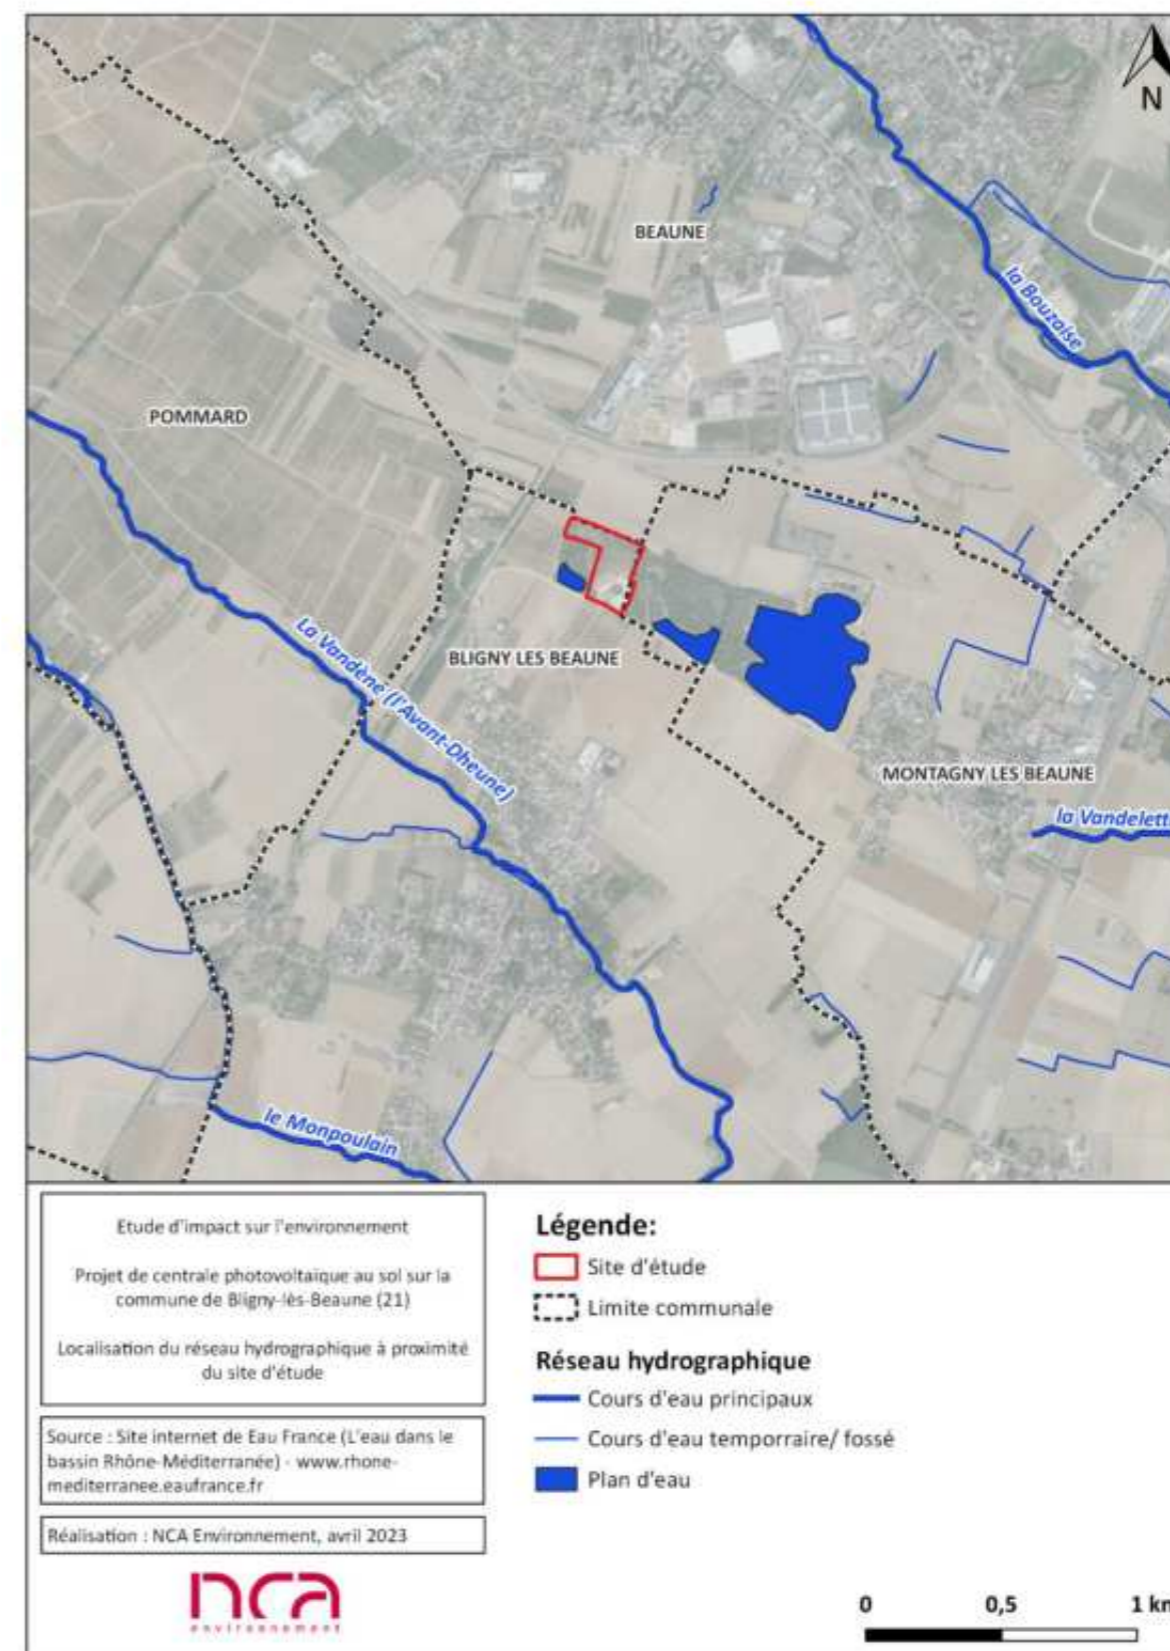 N
BEAUNE
la Bouzaise
POMMARD
La Vandène (l'Avant-Dheune)
BLIGNY LES BEAUNE
MONTAGNY LES BEAUNE
la Vandelett
le Monpoulain
Etude d'impact sur l'environnement
Projet de centrale photovoltaïque au sol sur la
commune de Bligny-lès-Beaune (21)
Localisation du réseau hydrographique à proximité
du site d'étude
Source : Site internet de Eau France (L'eau dans le
bassin Rhône-Méditerranée) - www.rhone-
mediterranee.eaufrance.fr
Réalisation : NCA Environnement, avril 2023
nca
environnement
Légende:
Site d'étude
Limite communale
Réseau hydrographique
Cours d'eau principaux
Cours d'eau temporraire/ fossé
Plan d'eau
0 0,5 1 km